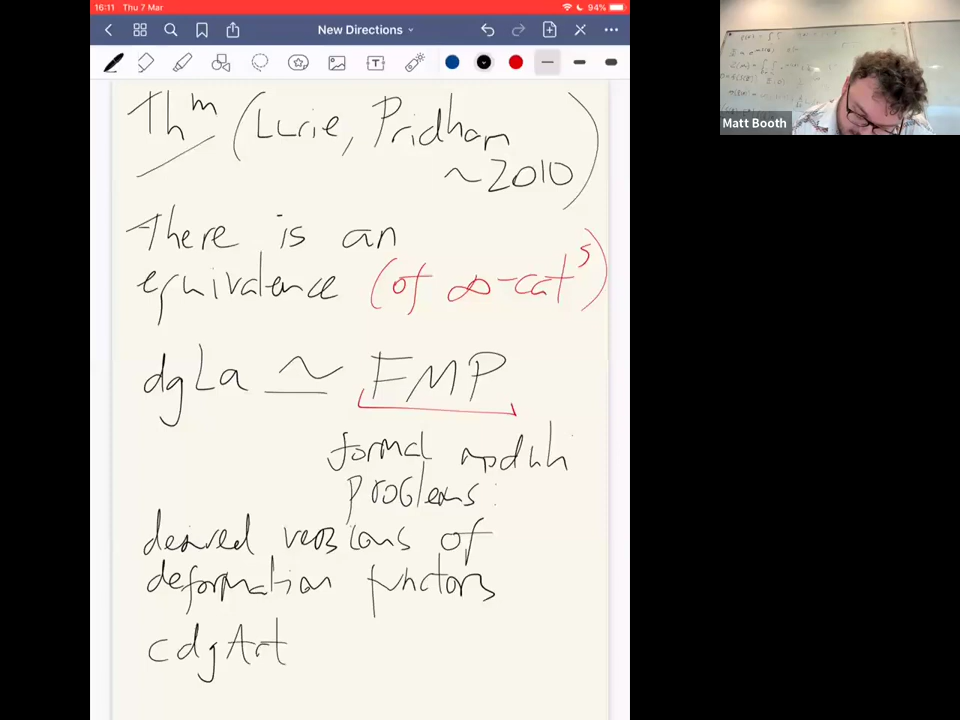 16:11 Thu 7 Mar
94%
New Directions
Th^m (Lurie, Pridham
~2010)
There is an
equivalence (of ∞-cat^s)
dgLa ≃ FMP
formal moduli
problems:
derived versions of
deformation functors
cdgArt
Matt Booth